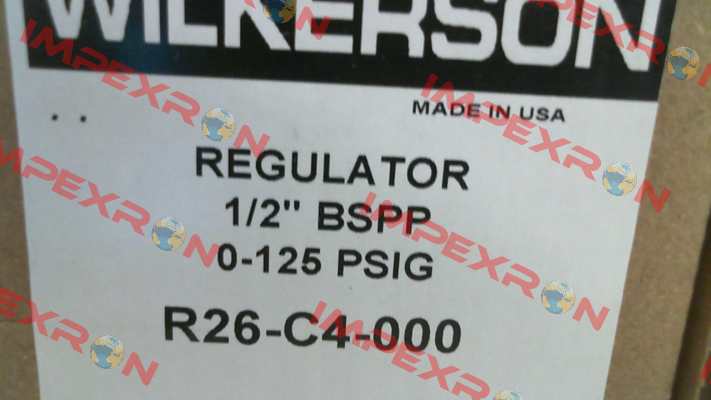 WILKERSON
MADE IN USA
REGULATOR
1/2" BSPP
0-125 PSIG
R26-C4-000
IMPEXRON
IMPEXRON
IMPEXRON
IMPEXRON
IMPEXRON
IMPEXRON